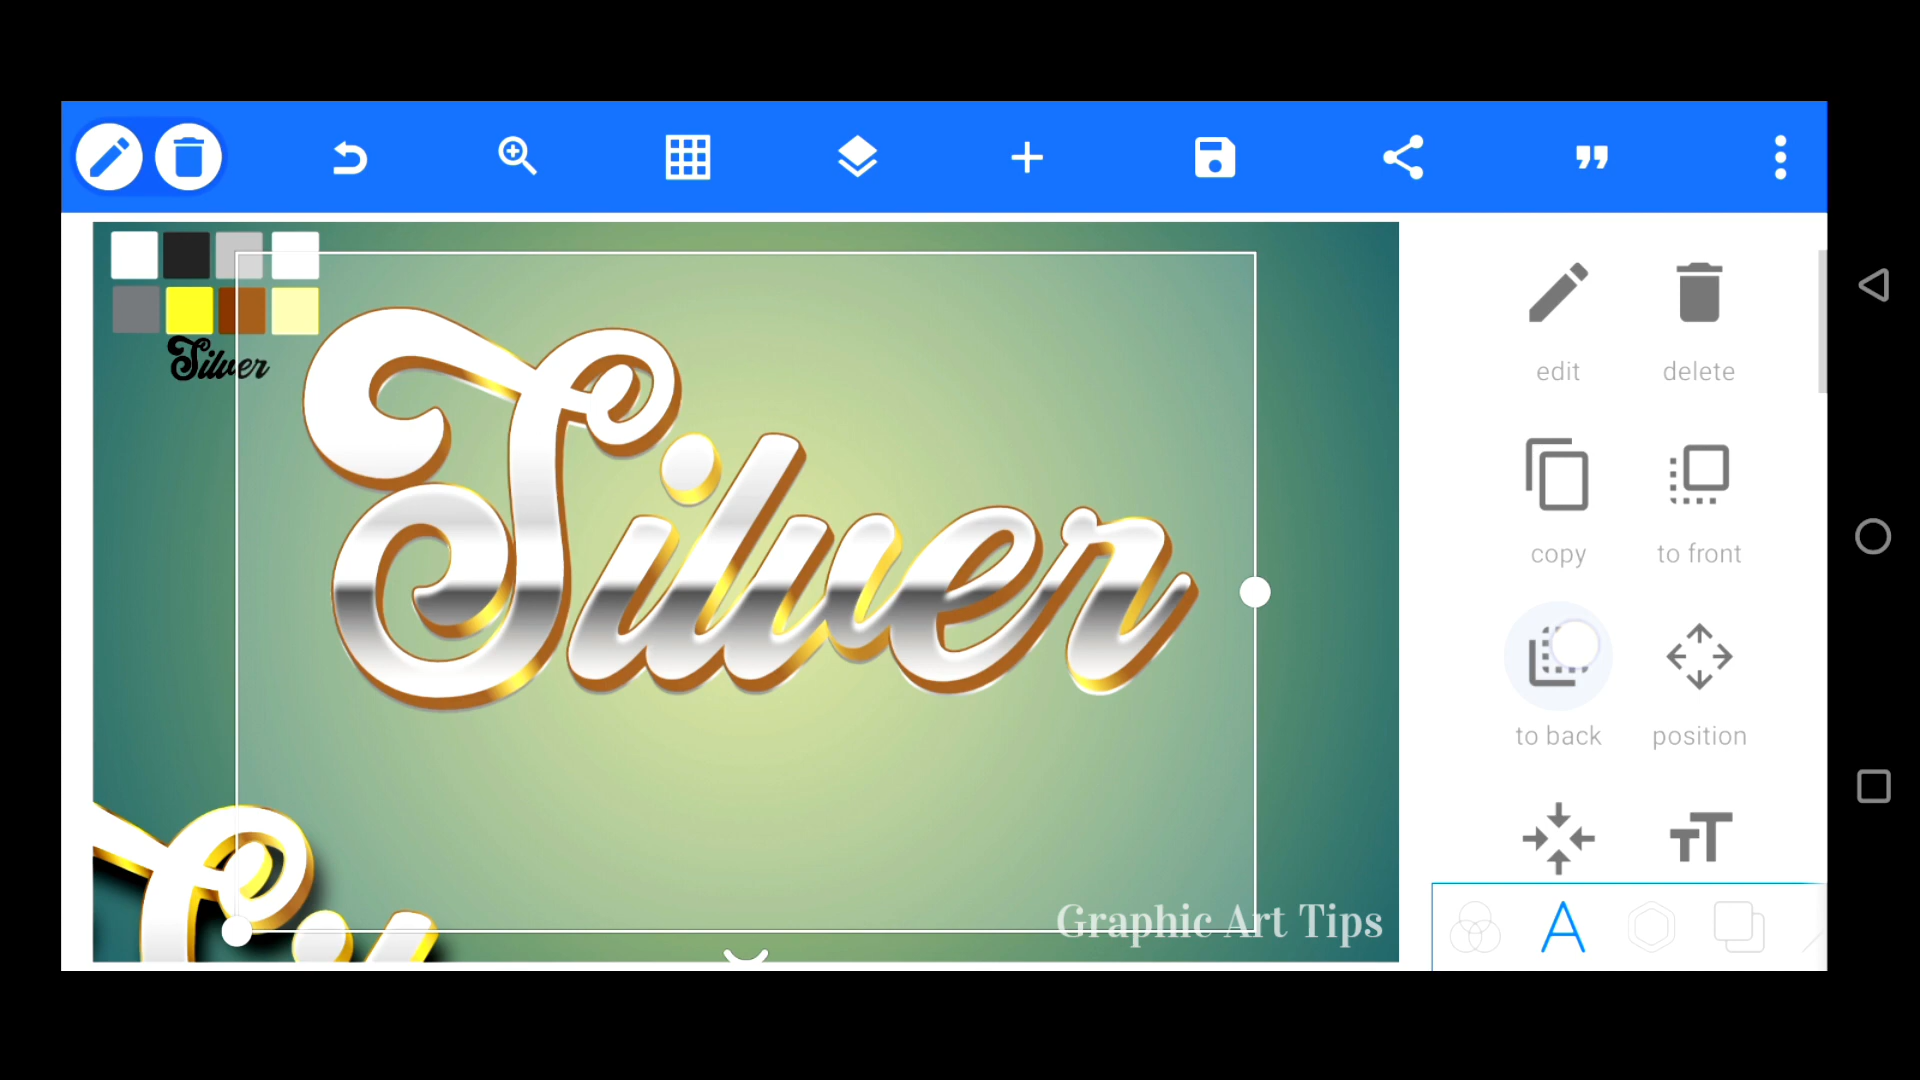 Silver
Silver
edit
delete
copy
to front
to back
position
Graphic Art Tips